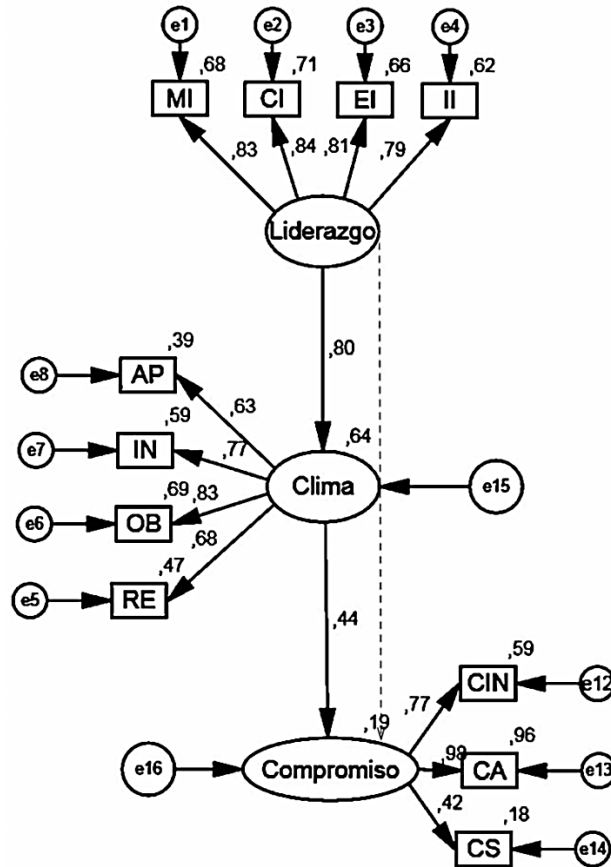 e1 e2 e3 e4
,68 ,71 ,66 ,62
MI CI EI II
,83 ,84 ,81 ,79
Liderazgo
,80
,39
e8 AP
,63
,59
e7 IN ,77
,64
Clima
e15
,69 ,83
e6 OB
,68
,47
e5 RE
,44
,59
CIN e12
,77
,19
,96
e16 Compromiso ,98 CA e13
,42
,18
CS e14